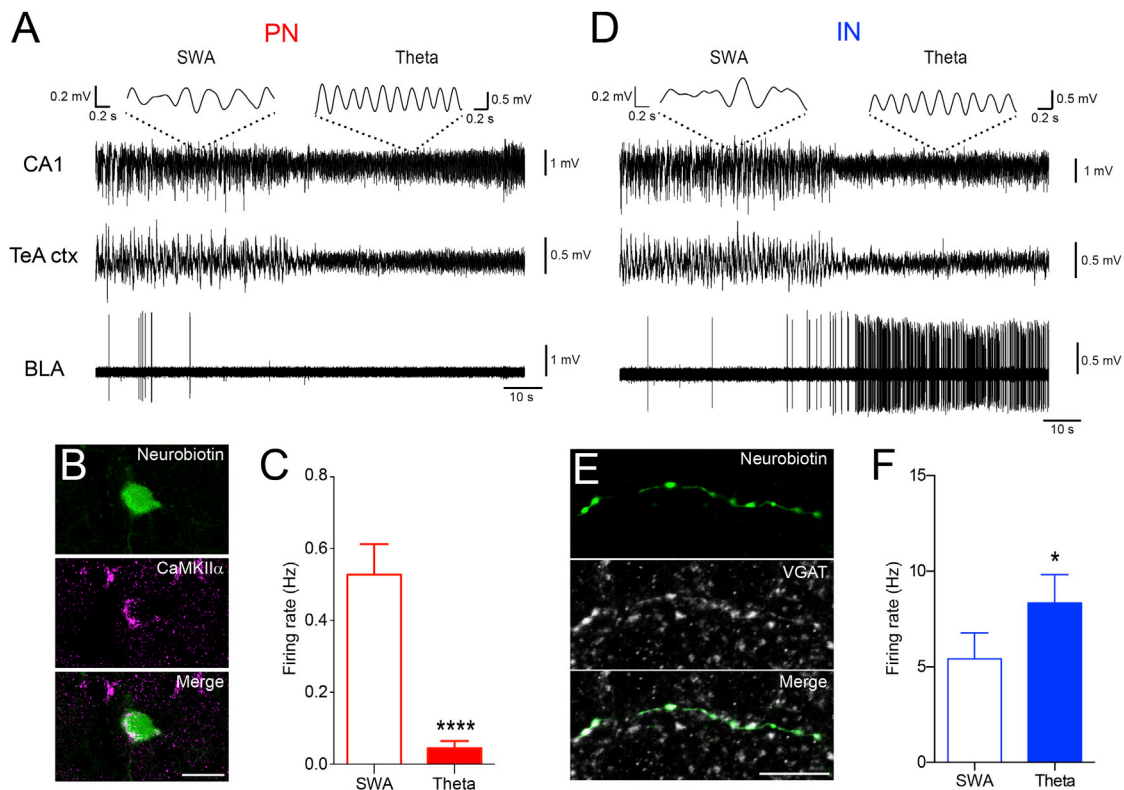 A
PN
SWA
Theta
0.2 mV
0.2 s
0.5 mV
0.2 s
CA1
1 mV
TeA ctx
0.5 mV
BLA
1 mV
10 s
D
IN
SWA
Theta
0.2 mV
0.2 s
0.5 mV
0.2 s
1 mV
0.5 mV
0.5 mV
10 s
B
Neurobiotin
CaMKIIα
Merge
C
Firing rate (Hz)
0.8
0.6
0.4
0.2
0.0
****
SWA
Theta
E
Neurobiotin
VGAT
Merge
F
Firing rate (Hz)
15
10
5
0
*
SWA
Theta